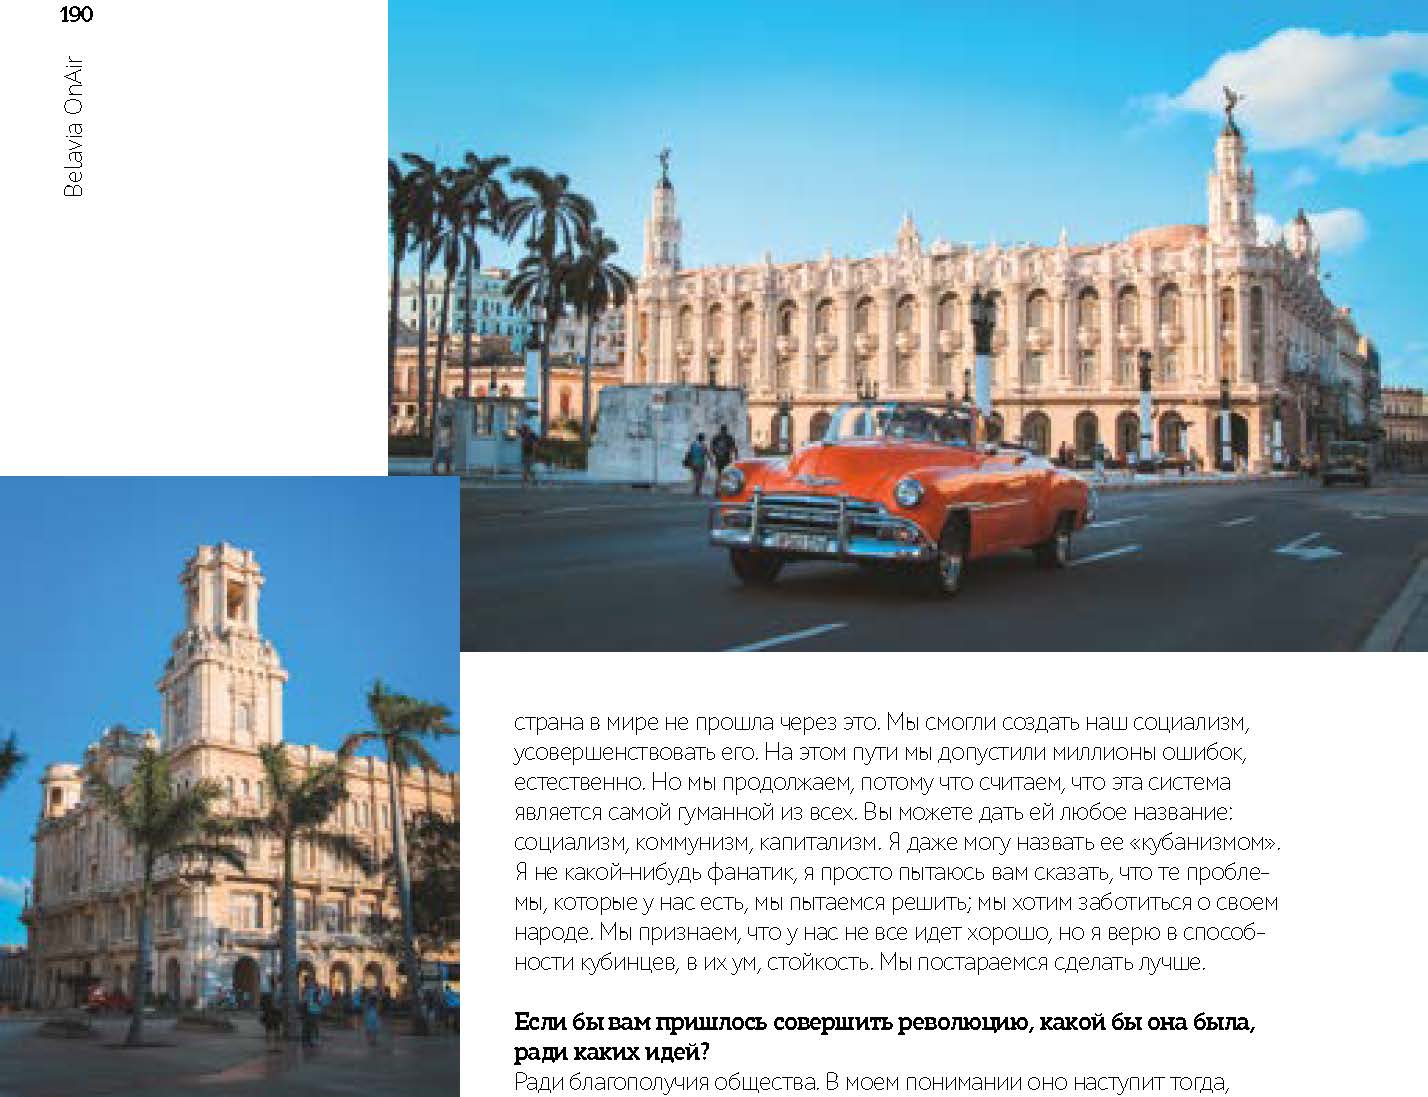 190
Belavia OnAir
страна в мире не прошла через это. Мы смогли создать наш социализм,
усовершенствовать его. На этом пути мы допустили миллионы ошибок,
естественно. Но мы продолжаем, потому что считаем, что эта система
является самой гуманной из всех. Вы можете дать ей любое название:
социализм, коммунизм, капитализм. Я даже могу назвать ее «кубанизмом».
Я не какой-нибудь фанатик, я просто пытаюсь вам сказать, что те пробле-
мы, которые у нас есть, мы пытаемся решить; мы хотим заботиться о своем
народе. Мы признаем, что у нас не все идет хорошо, но я верю в способ-
ности кубинцев, в их ум, стойкость. Мы постараемся сделать лучше.
Если бы вам пришлось совершить революцию, какой бы она была,
ради каких идей?
Ради благополучия общества. В моем понимании оно наступит тогда,